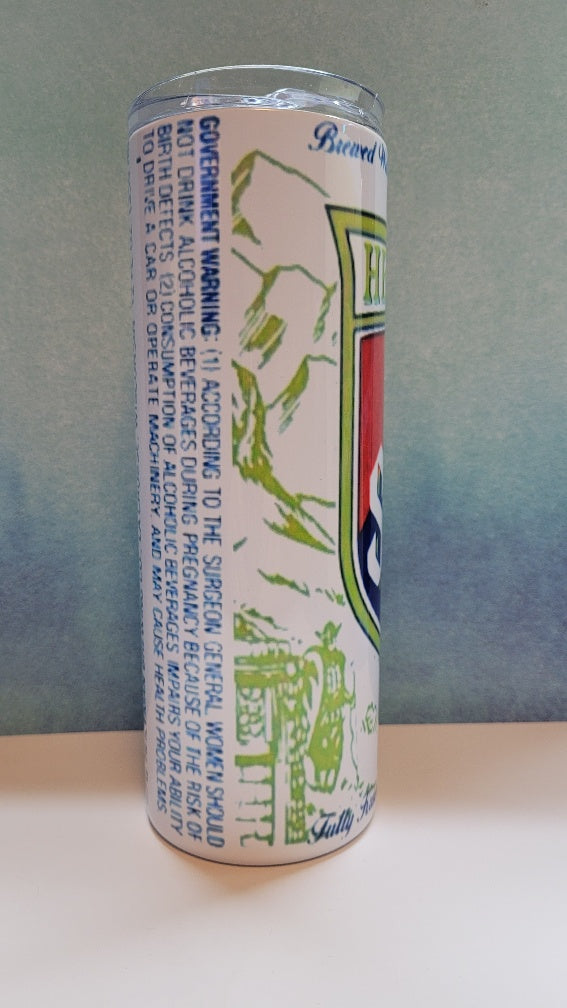 GOVERNMENT WARNING: (1) ACCORDING TO THE SURGEON GENERAL, WOMEN SHOULD
NOT DRINK ALCOHOLIC BEVERAGES DURING PREGNANCY BECAUSE OF THE RISK OF
BIRTH DEFECTS. (2) CONSUMPTION OF ALCOHOLIC BEVERAGES IMPAIRS YOUR ABILITY
TO DRIVE A CAR OR OPERATE MACHINERY, AND MAY CAUSE HEALTH PROBLEMS
Brewed
H
Fully